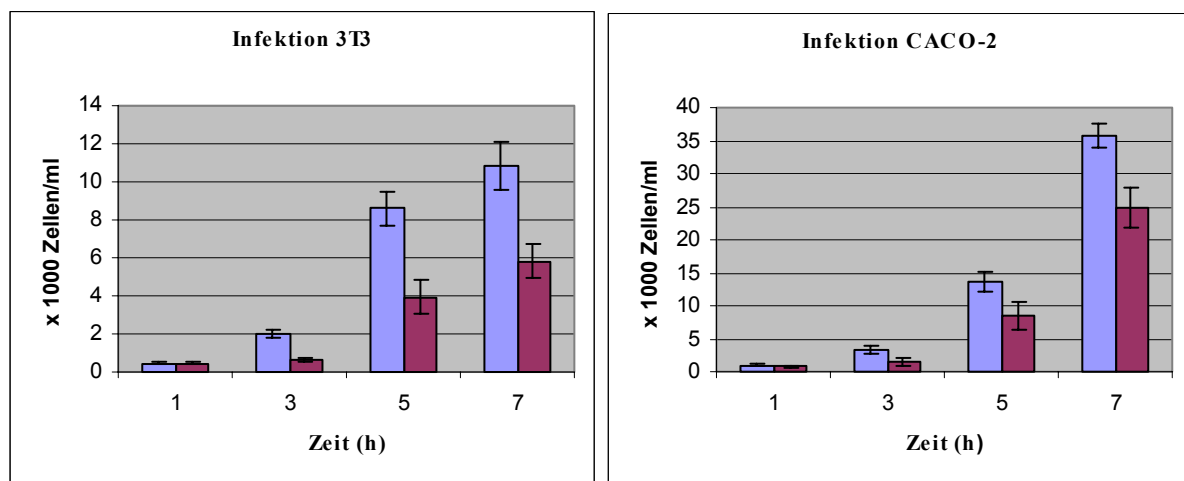 Infektion 3T3
14
12
10
8
6
4
2
0
x 1000 Zellen/ml
1 3 5 7
Zeit (h)
Infektion CACO-2
40
35
30
25
20
15
10
5
0
x 1000 Zellen/ml
1 3 5 7
Zeit (h)